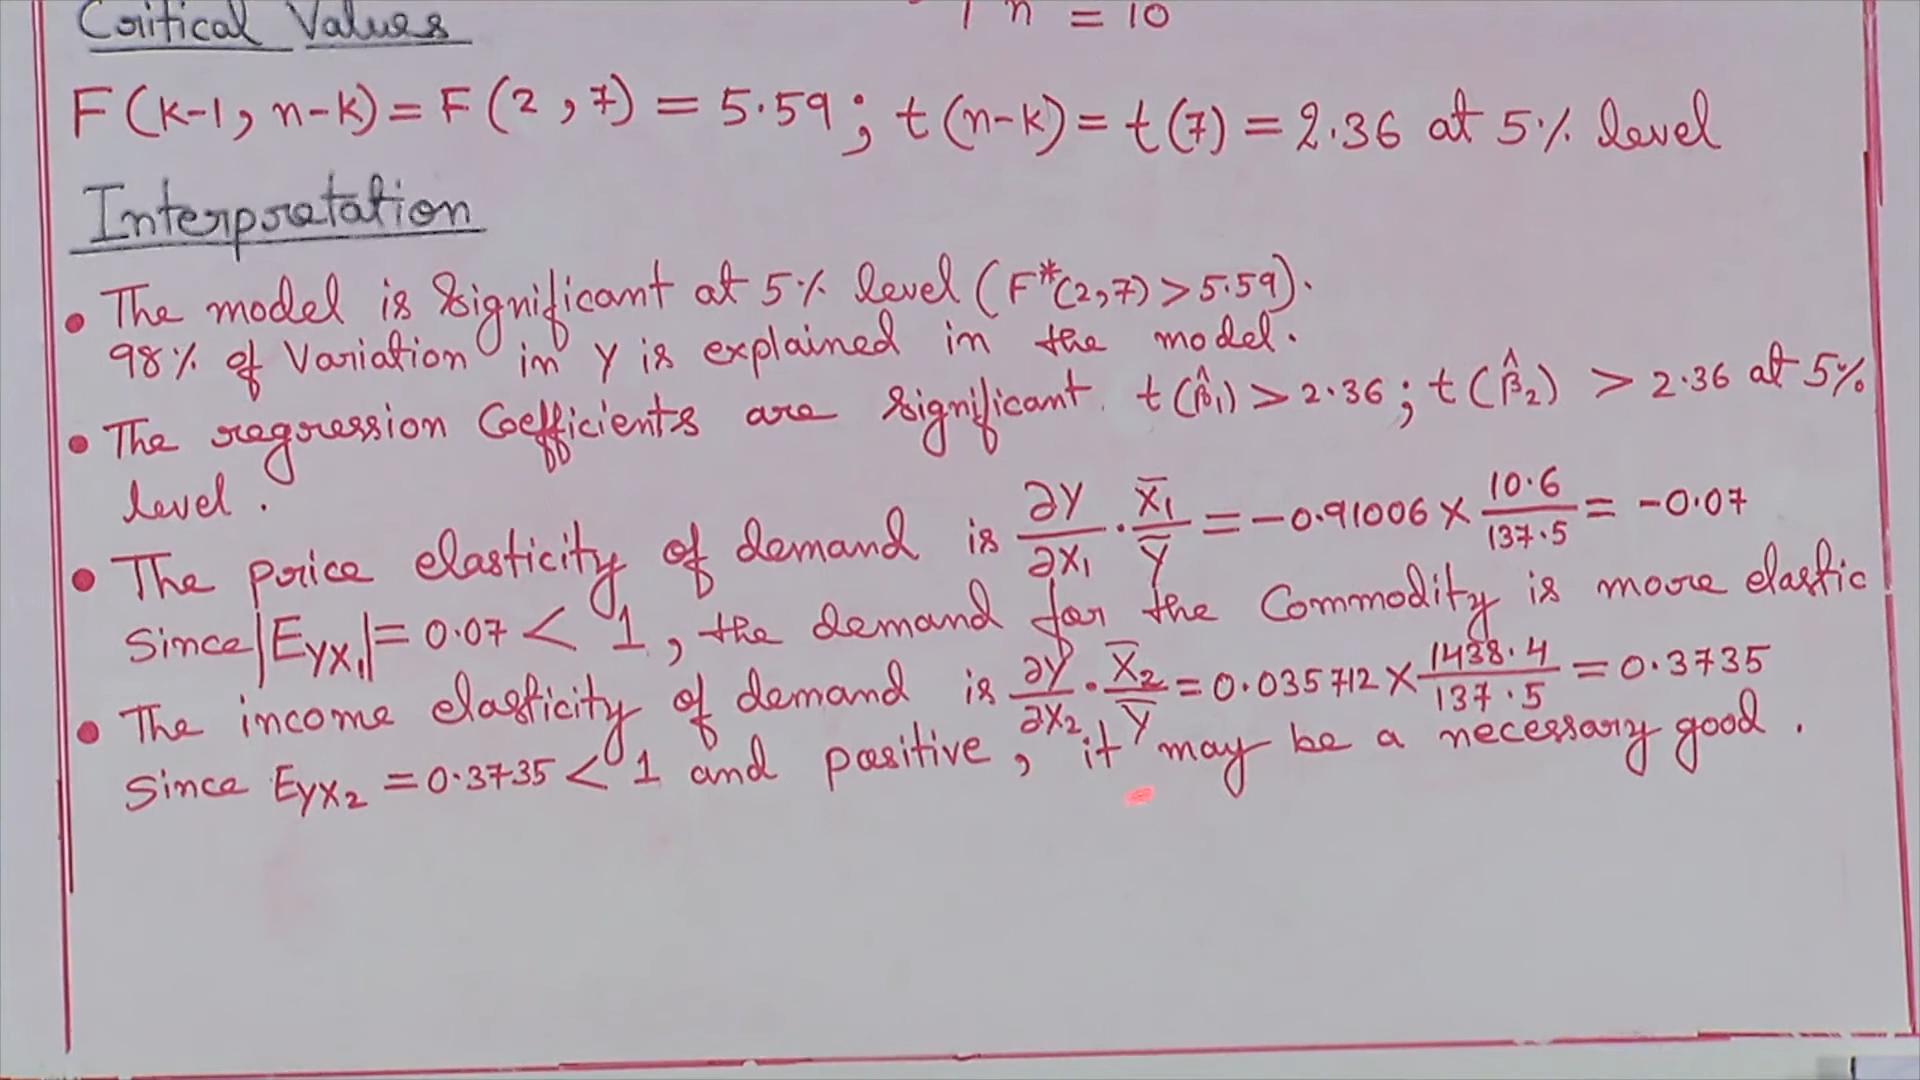 Critical Values
n = 10
F(k-1, n-k) = F(2, 7) = 5.59; t(n-k) = t(7) = 2.36 at 5% level
Interpretation
• The model is significant at 5% level (F*(2,7) > 5.59).
98% of Variation in Y is explained in the model.
• The regression Coefficients are significant. t(β̂1) > 2.36; t(β̂2) > 2.36 at 5%
level.
• The price elasticity of demand is ∂Y/∂X₁ · X̄₁/Ȳ = -0.91006 × 10.6/137.5 = -0.07
Since |EYX₁| = 0.07 < 1, the demand for the Commodity is more elastic
• The income elasticity of demand is ∂Y/∂X₂ · X̄₂/Ȳ = 0.035712 × 1438.4/137.5 = 0.3735
Since EYX₂ = 0.3735 < 1 and positive, it may be a necessary good.